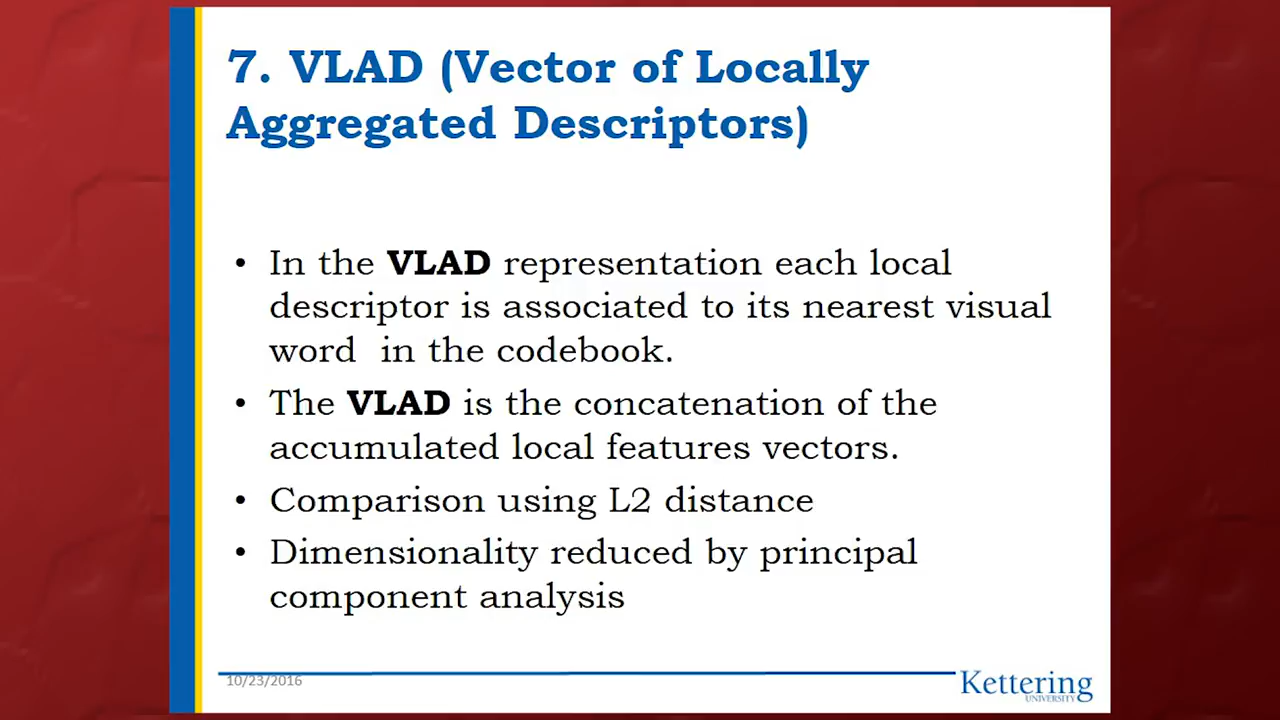 7. VLAD (Vector of Locally
Aggregated Descriptors)
• In the VLAD representation each local
descriptor is associated to its nearest visual
word in the codebook.
• The VLAD is the concatenation of the
accumulated local features vectors.
• Comparison using L2 distance
• Dimensionality reduced by principal
component analysis
10/23/2016
Kettering
UNIVERSITY